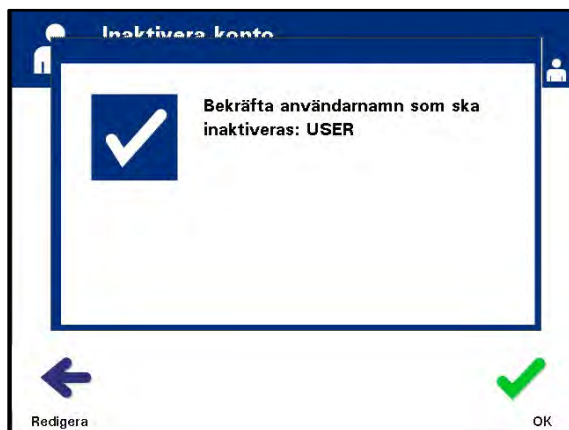 Inaktivera konto
Bekräfta användarnamn som ska
inaktiveras: USER
Redigera
OK